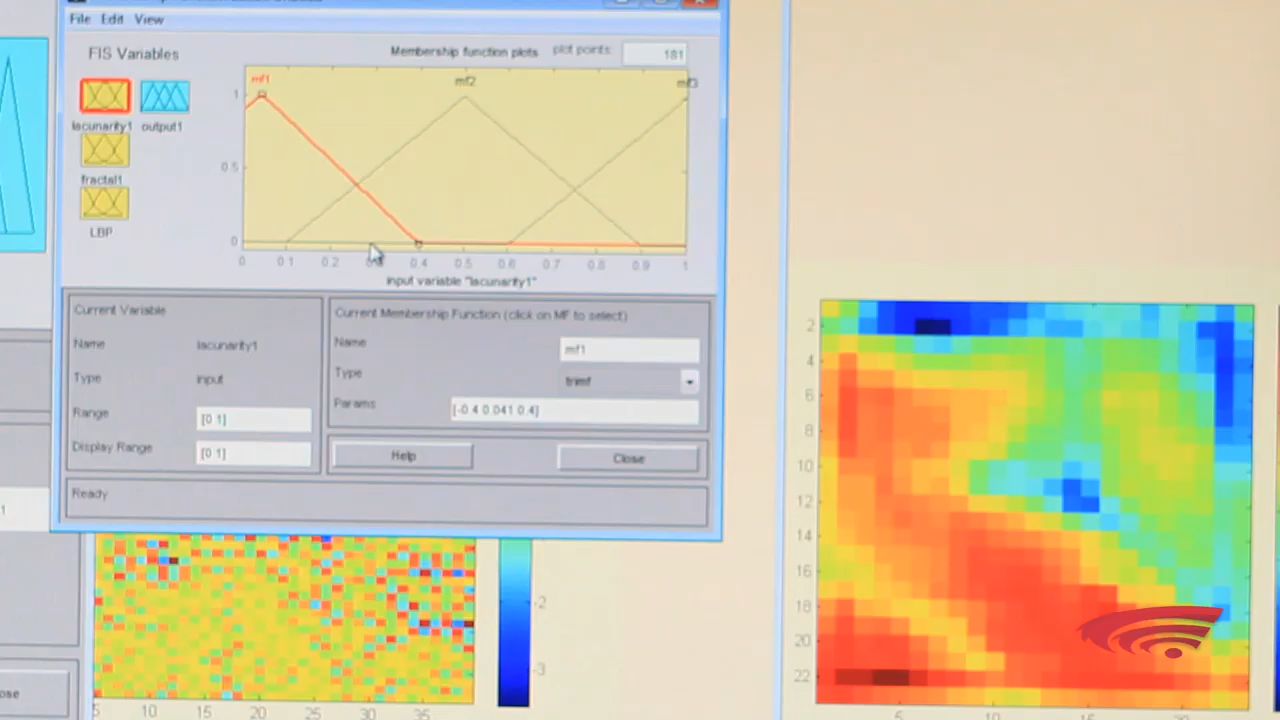 File Edit View
FIS Variables
Membership function plots
plot points:
181
mf1
mf2
mf3
1
0.5
0
lacunarity1
output1
fractal1
LBP
0 0.1 0.2 0.3 0.4 0.5 0.6 0.7 0.8 0.9 1
input variable "lacunarity1"
Current Variable
Name lacunarity1
Type input
Range [0 1]
Display Range [0 1]
Current Membership Function (click on MF to select)
Name mf1
Type trimf
Params [-0.4 0.041 0.4]
Help
Close
Ready
-2
-3
5 10 15 20 25 30 35
2
4
6
8
10
12
14
16
18
20
22